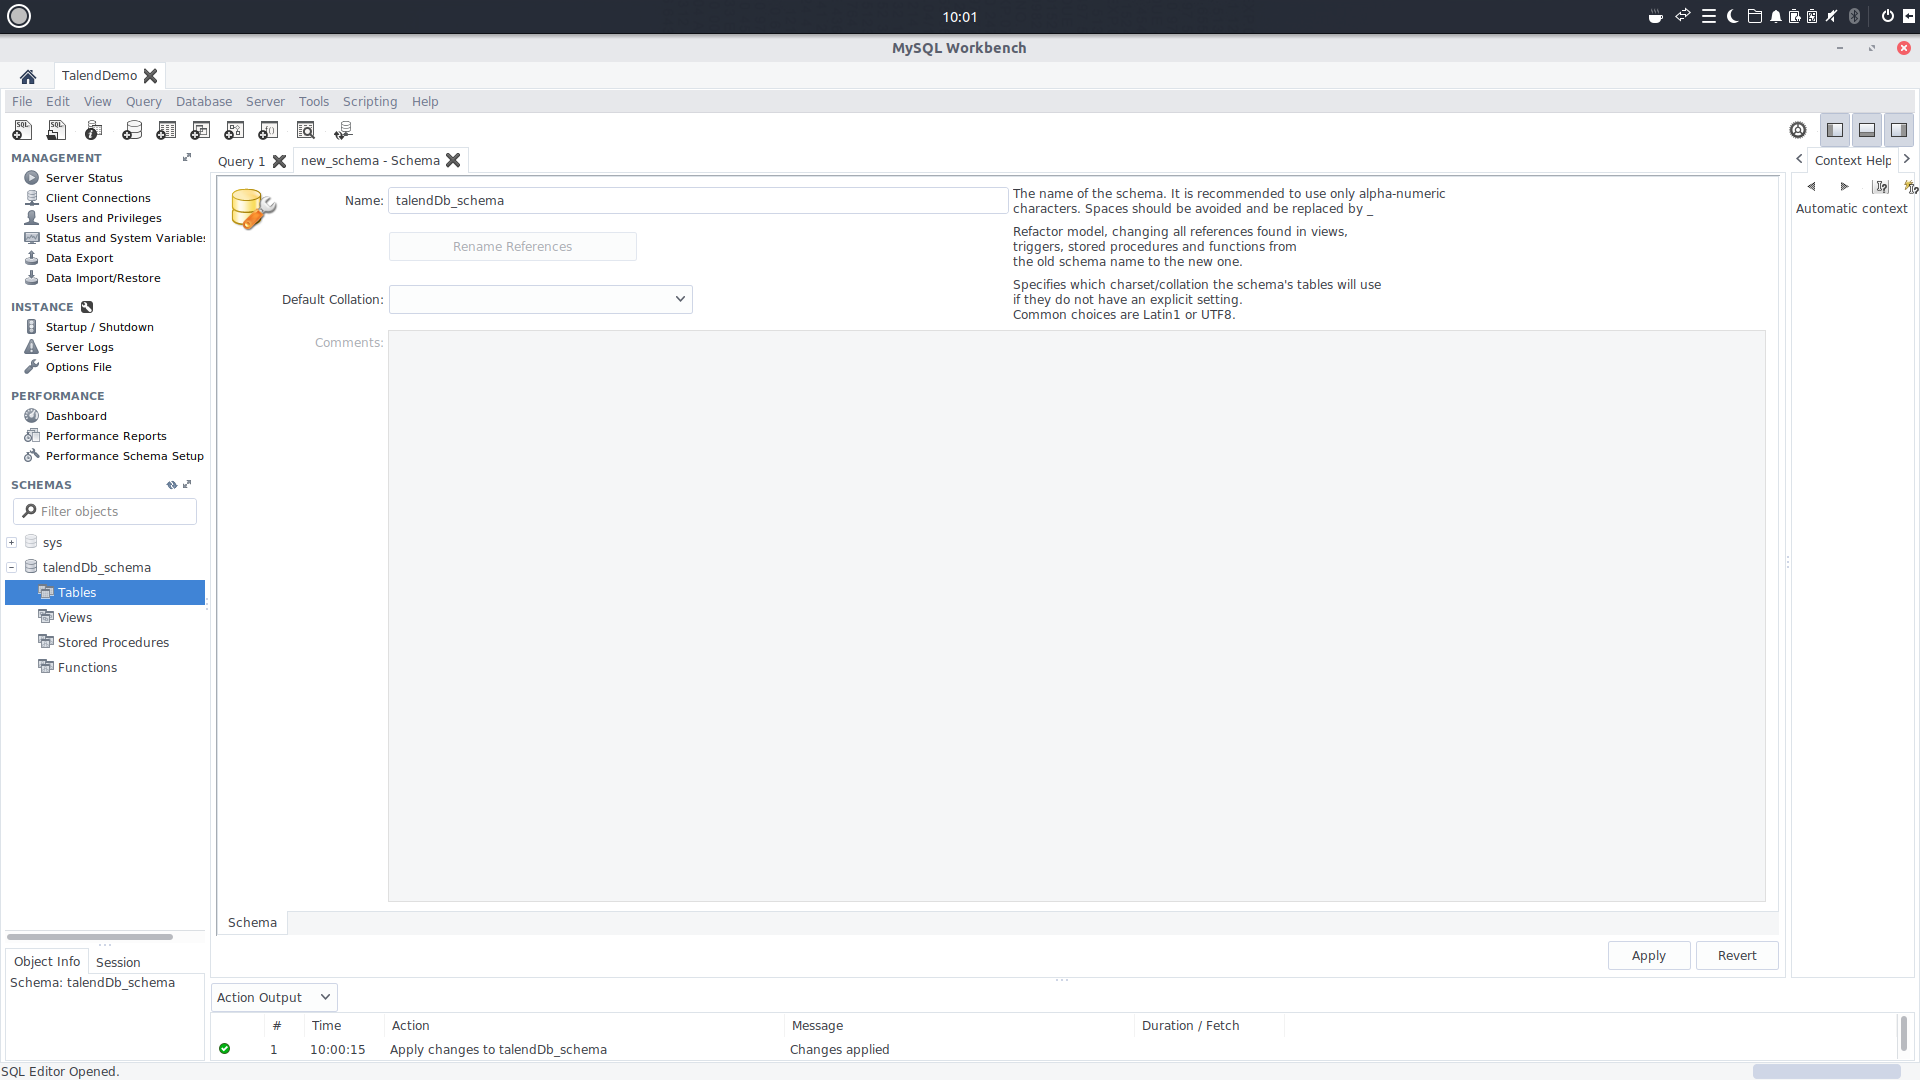 10:01
MySQL Workbench
TalendDemo
File Edit View Query Database Server Tools Scripting Help
MANAGEMENT
Server Status
Client Connections
Users and Privileges
Status and System Variables
Data Export
Data Import/Restore
INSTANCE
Startup / Shutdown
Server Logs
Options File
PERFORMANCE
Dashboard
Performance Reports
Performance Schema Setup
SCHEMAS
Filter objects
sys
talendDb_schema
Tables
Views
Stored Procedures
Functions
Object Info Session
Schema: talendDb_schema
Query 1 new_schema - Schema
Name: talendDb_schema
The name of the schema. It is recommended to use only alpha-numeric
characters. Spaces should be avoided and be replaced by _
Rename References
Refactor model, changing all references found in views,
triggers, stored procedures and functions from
the old schema name to the new one.
Default Collation:
Specifies which charset/collation the schema's tables will use
if they do not have an explicit setting.
Common choices are Latin1 or UTF8.
Comments:
Schema
Apply Revert
Context Help
Automatic context
Action Output
# Time Action Message Duration / Fetch
1 10:00:15 Apply changes to talendDb_schema Changes applied
SQL Editor Opened.